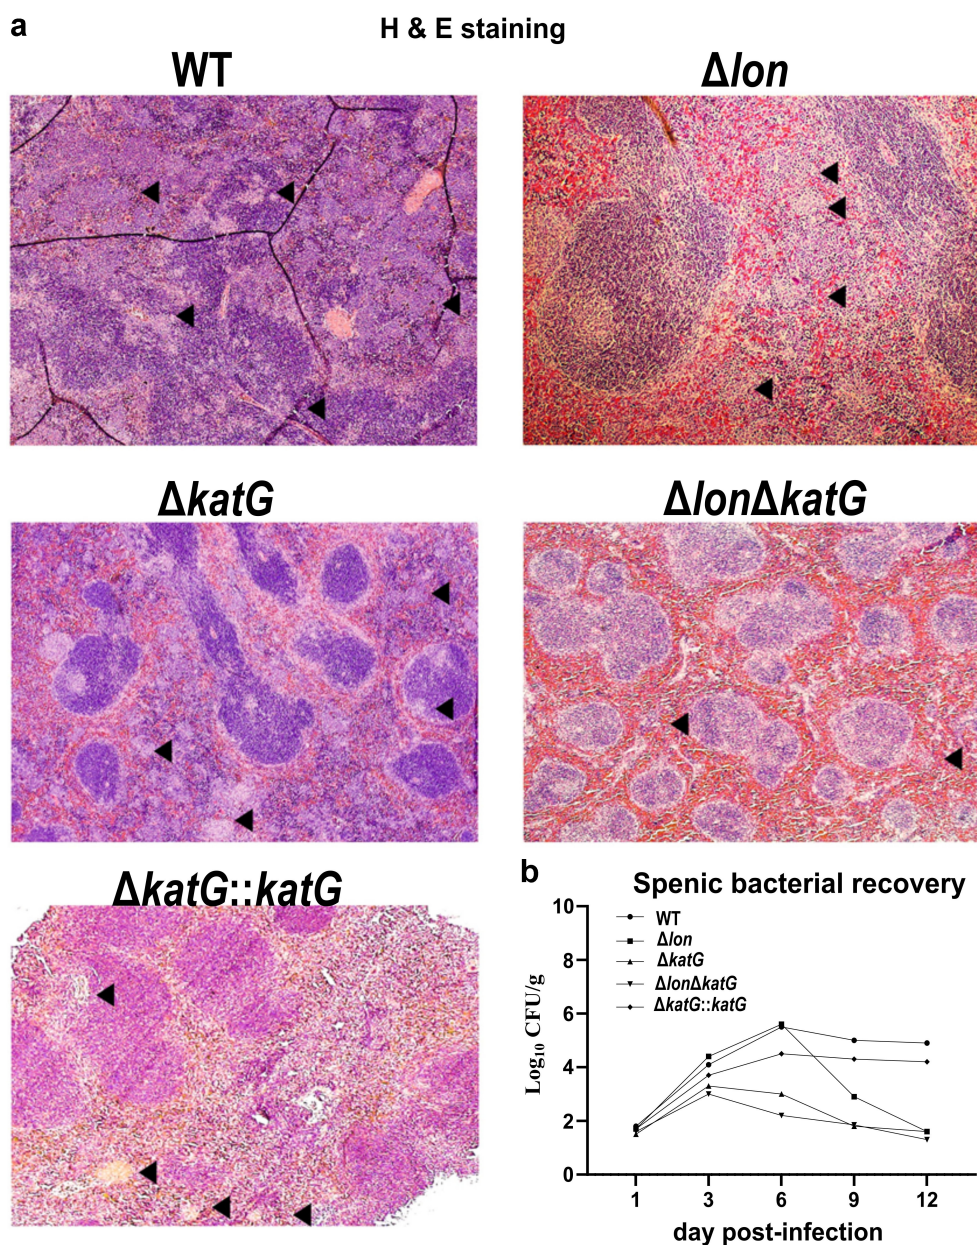 a
H & E staining
WT
Δlon
ΔkatG
ΔlonΔkatG
ΔkatG::katG
b
Spenic bacterial recovery
10
8
6
4
2
0
Log10 CFU/g
WT
Δlon
ΔkatG
ΔlonΔkatG
ΔkatG::katG
1 3 6 9 12
day post-infection